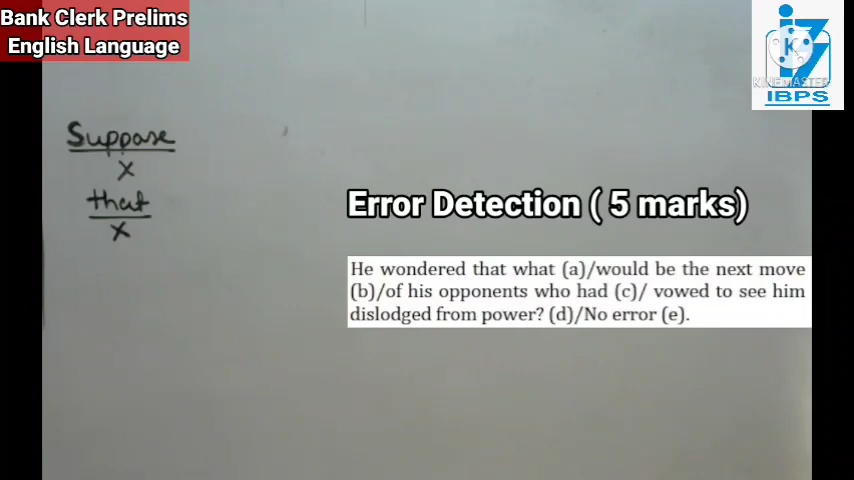 Bank Clerk Prelims
English Language
KINEMASTER
IBPS
Suppose
x
that
x
Error Detection ( 5 marks)
He wondered that what (a)/would be the next move
(b)/of his opponents who had (c)/ vowed to see him
dislodged from power? (d)/No error (e).